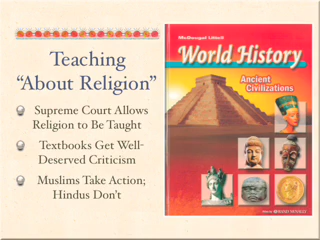 Teaching
“About Religion”
Supreme Court Allows
Religion to Be Taught
Textbooks Get Well-
Deserved Criticism
Muslims Take Action;
Hindus Don’t
McDougal Littell
World History
Ancient
Civilizations